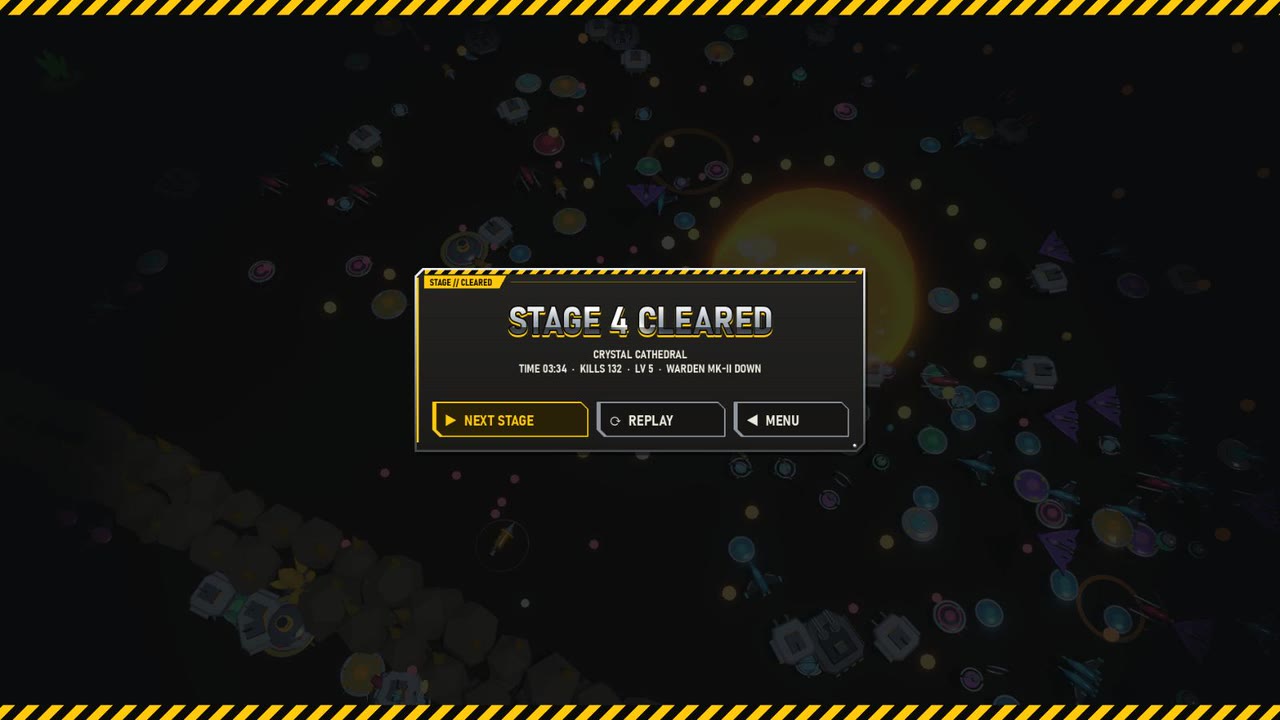 STAGE // CLEARED
STAGE 4 CLEARED
CRYSTAL CATHEDRAL
TIME 03:34 · KILLS 132 · LV 5 · WARDEN MK-II DOWN
NEXT STAGE
REPLAY
MENU